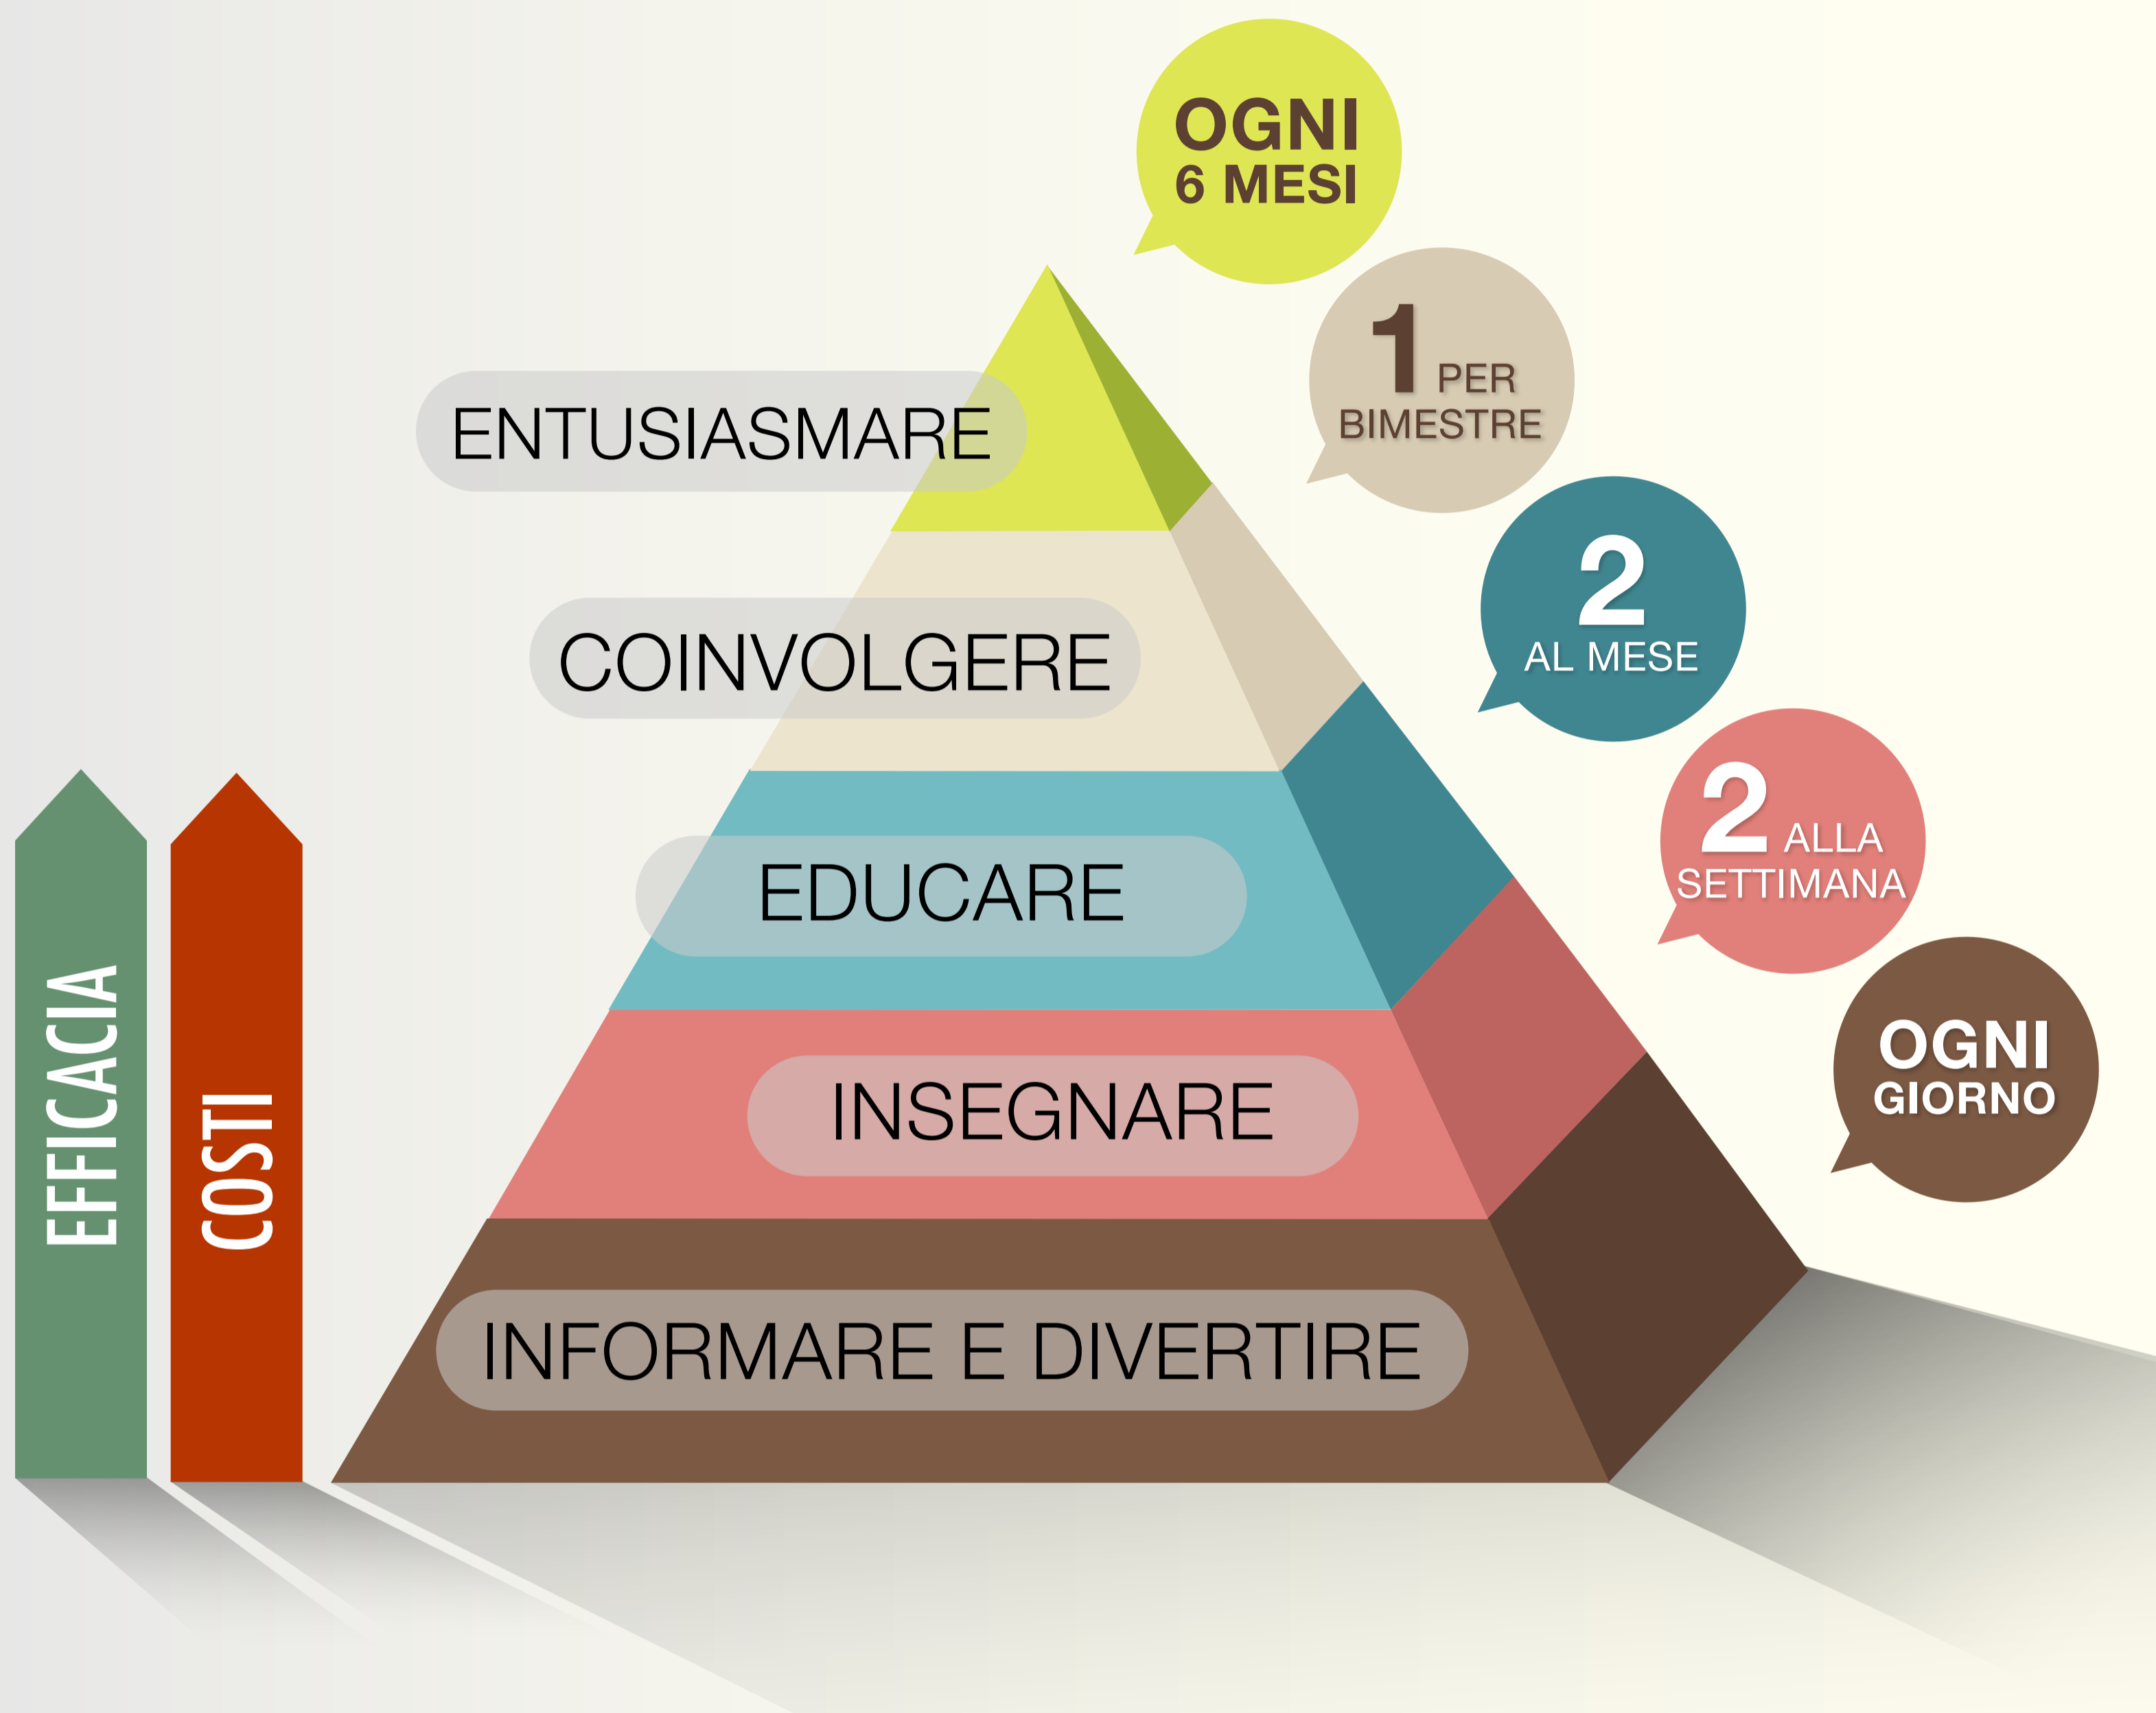 OGNI
6 MESI
1 PER
BIMESTRE
ENTUSIASMARE
2
AL MESE
COINVOLGERE
2 ALLA
SETTIMANA
EDUCARE
OGNI
GIORNO
INSEGNARE
INFORMARE E DIVERTIRE
EFFICACCIA
COSTI